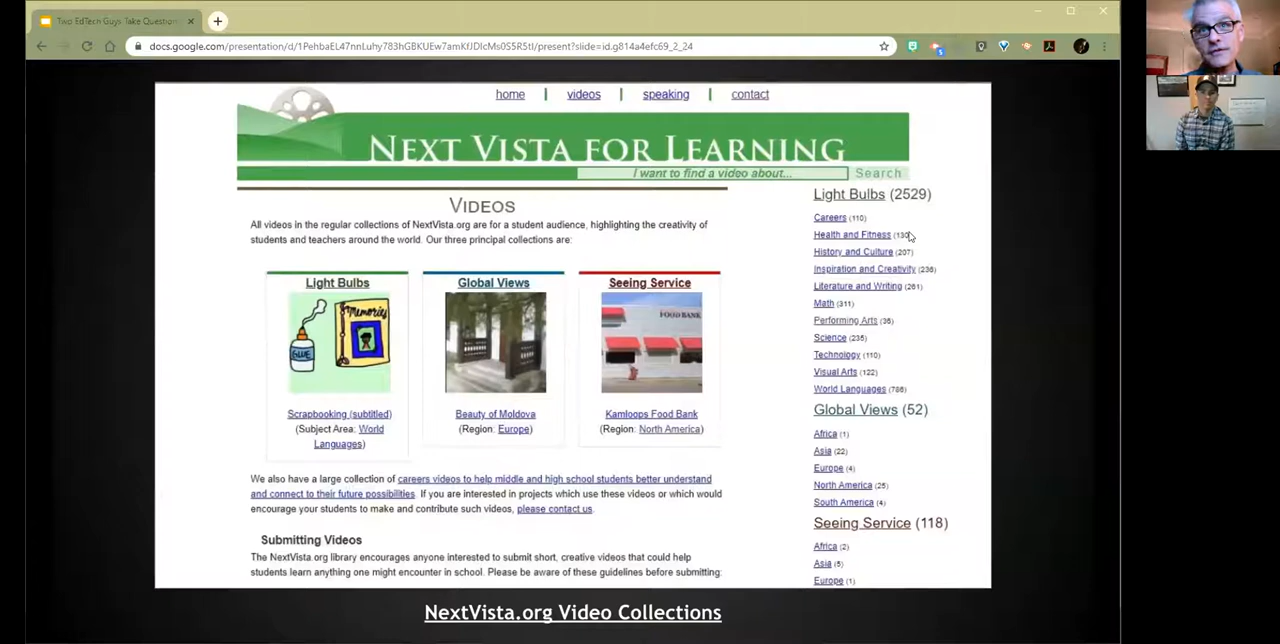 Two EdTech Guys Take Question
docs.google.com/presentation/d/1PehbaEL47nnLuhy783hGBKUEw7amKfJDIcMs0S5R5tI/present?slide=id.g814a4efc69_2_24
home | videos | speaking | contact
NEXT VISTA FOR LEARNING
I want to find a video about... Search
VIDEOS
All videos in the regular collections of NextVista.org are for a student audience, highlighting the creativity of
students and teachers around the world. Our three principal collections are:
Light Bulbs
MEMORIES
GLUE
Scrapbooking (subtitled)
(Subject Area: World
Languages)
Global Views
Beauty of Moldova
(Region: Europe)
Seeing Service
FOOD BANK
Kamloops Food Bank
(Region: North America)
We also have a large collection of careers videos to help middle and high school students better understand
and connect to their future possibilities. If you are interested in projects which use these videos or which would
encourage your students to make and contribute such videos, please contact us.
Submitting Videos
The NextVista.org library encourages anyone interested to submit short, creative videos that could help
students learn anything one might encounter in school. Please be aware of these guidelines before submitting:
Light Bulbs (2529)
Careers (110)
Health and Fitness (130)
History and Culture (207)
Inspiration and Creativity (236)
Literature and Writing (261)
Math (311)
Performing Arts (36)
Science (235)
Technology (110)
Visual Arts (122)
World Languages (786)
Global Views (52)
Africa (1)
Asia (22)
Europe (4)
North America (25)
South America (4)
Seeing Service (118)
Africa (2)
Asia (5)
Europe (1)
NextVista.org Video Collections